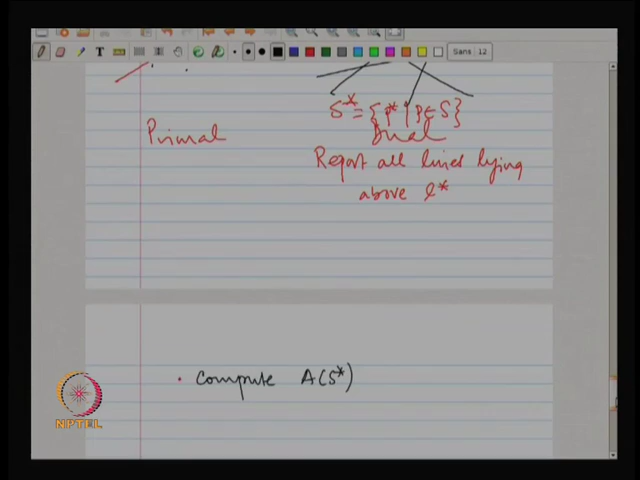 T
Sans 12
S* = {p* | p ∈ S}
Primal
Dual
Report all lines lying
above l*
• Compute A(S*)
NPTEL